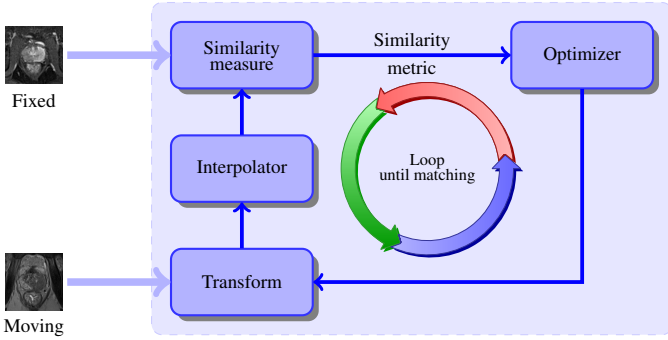 Fixed
Similarity
measure
Similarity
metric
Optimizer
Interpolator
Loop
until matching
Moving
Transform